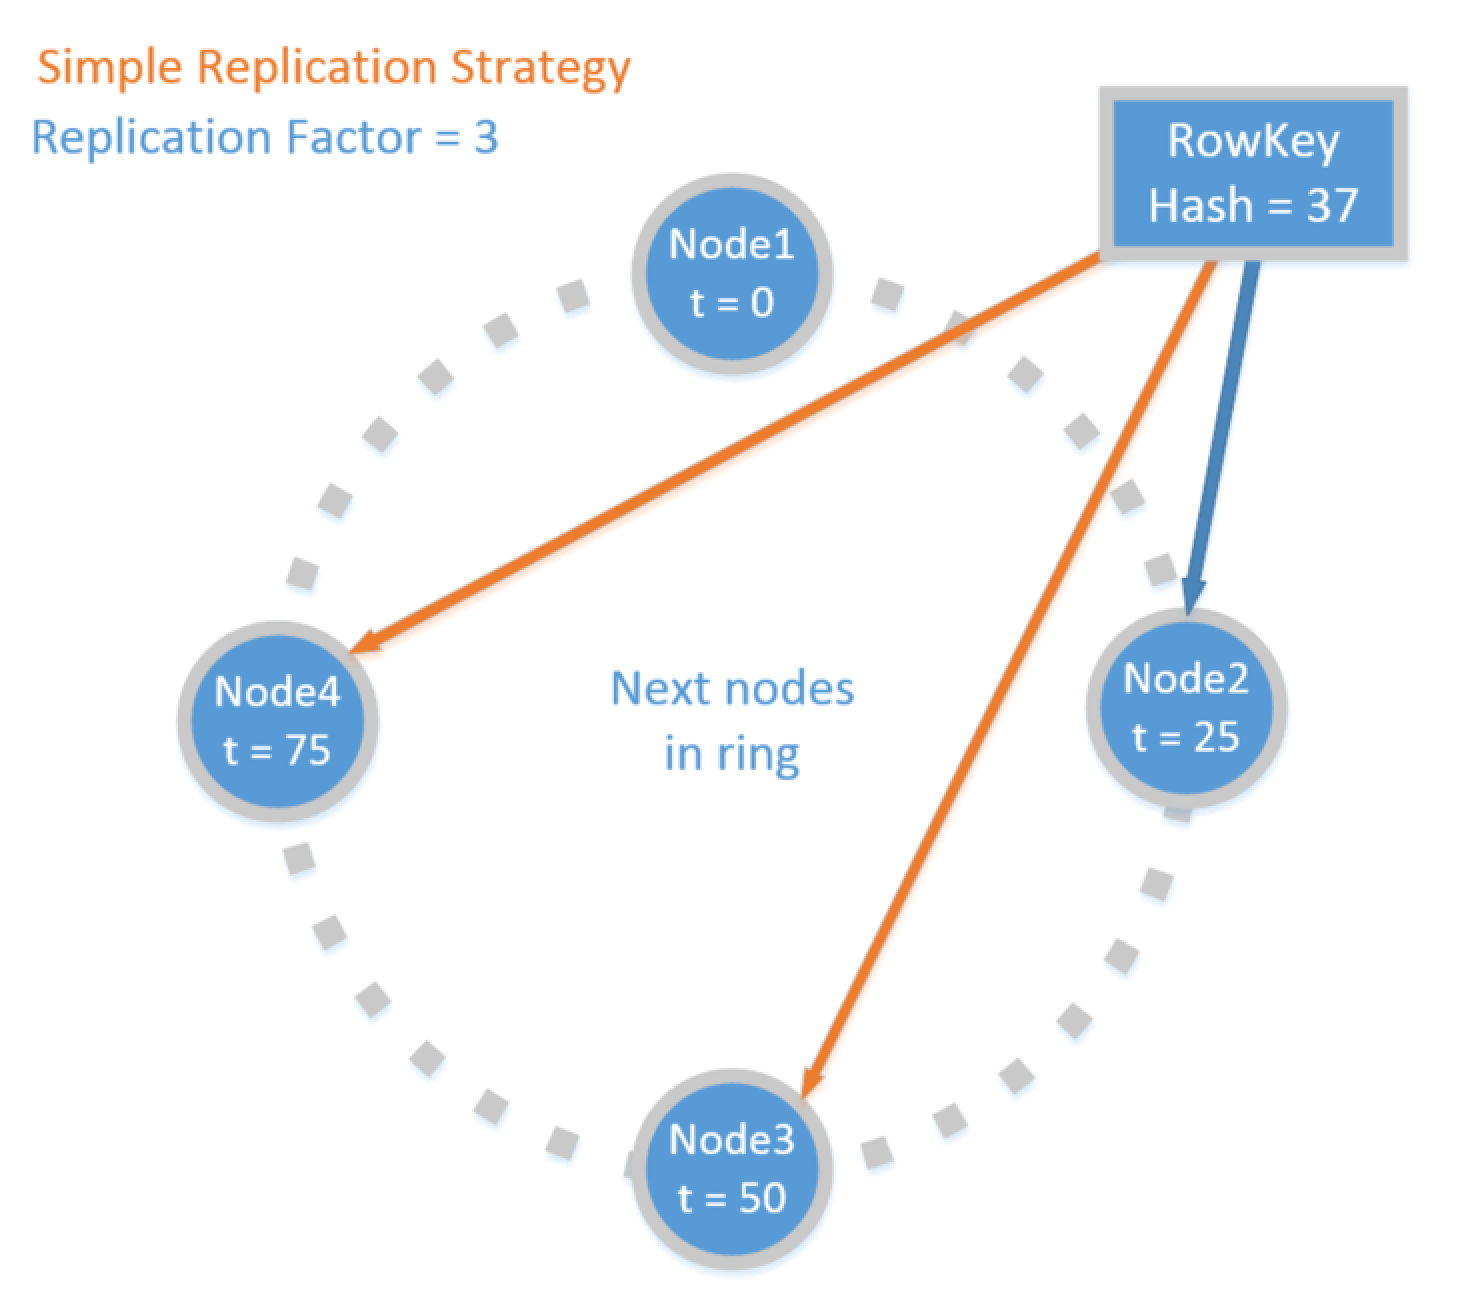 Simple Replication Strategy
Replication Factor = 3
RowKey
Hash = 37
Node1
t = 0
Node2
t = 25
Node4
t = 75
Next nodes
in ring
Node3
t = 50